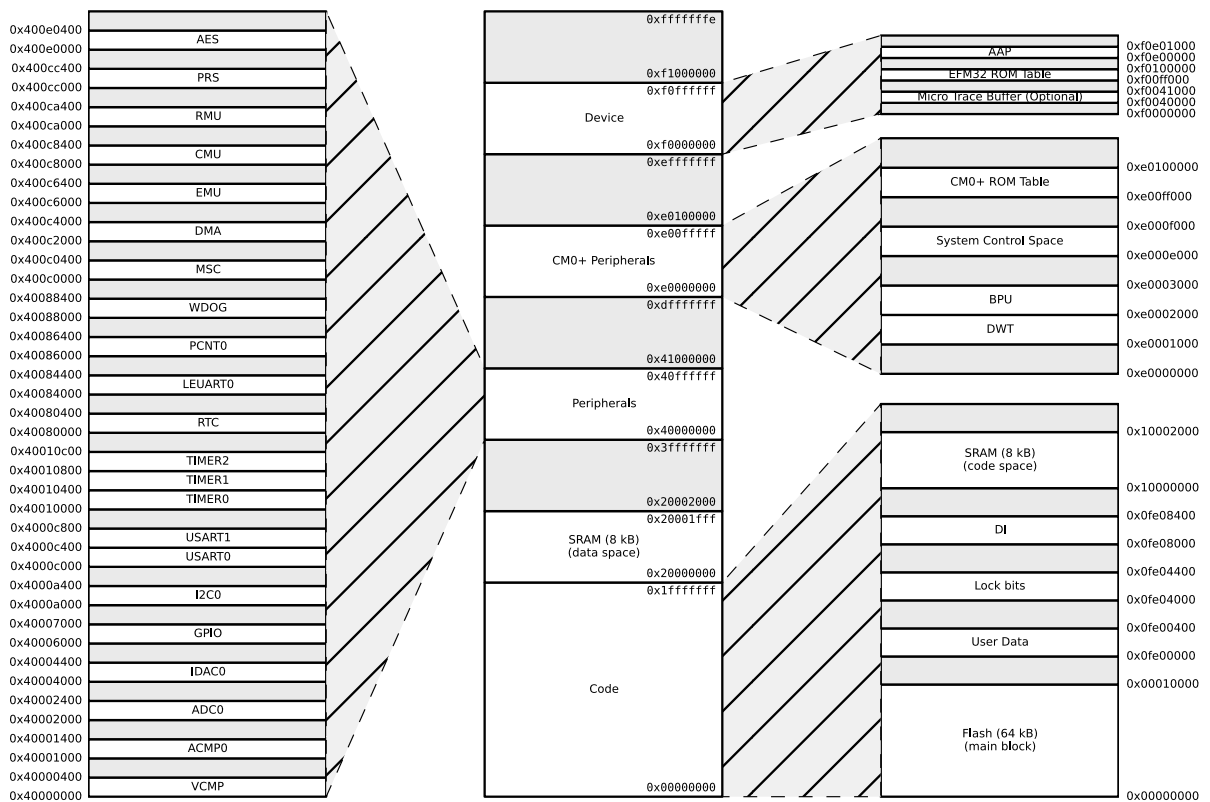 0x400e0400
AES
0x400e0000
0x400cc400
PRS
0x400cc000
0x400ca400
RMU
0x400ca000
0x400c8400
CMU
0x400c8000
0x400c6400
EMU
0x400c6000
0x400c4000
DMA
0x400c2000
0x400c0400
MSC
0x400c0000
0x40088400
WDOG
0x40088000
0x40086400
PCNT0
0x40086000
0x40084400
LEUART0
0x40084000
0x40080400
RTC
0x40080000
0x40010c00
TIMER2
0x40010800
TIMER1
0x40010400
TIMER0
0x40010000
0x4000c800
USART1
0x4000c400
USART0
0x4000c000
0x4000a400
I2C0
0x4000a000
0x40007000
GPIO
0x40006000
0x40004400
IDAC0
0x40004000
0x40002400
ADC0
0x40002000
0x40001400
ACMP0
0x40001000
0x40000400
VCMP
0x40000000
0xfffffffe
0xf1000000
0xf0ffffff
Device
0xf0000000
0xefffffff
0xe0100000
0xe00fffff
CM0+ Peripherals
0xe0000000
0xdfffffff
0x41000000
0x40ffffff
Peripherals
0x40000000
0x3fffffff
0x20002000
0x20001fff
SRAM (8 kB)
(data space)
0x20000000
0x1fffffff
Code
0x00000000
0xf0e01000
AAP
0xf0e00000
0xf0100000
EFM32 ROM Table
0xf00ff000
0xf0041000
Micro Trace Buffer (Optional)
0xf0040000
0xf0000000
0xe0100000
CM0+ ROM Table
0xe00ff000
0xe000f000
System Control Space
0xe000e000
0xe0003000
BPU
0xe0002000
DWT
0xe0001000
0xe0000000
0x10002000
SRAM (8 kB)
(code space)
0x10000000
0x0fe08400
DI
0x0fe08000
0x0fe04400
Lock bits
0x0fe04000
0x0fe00400
User Data
0x0fe00000
0x00010000
Flash (64 kB)
(main block)
0x00000000